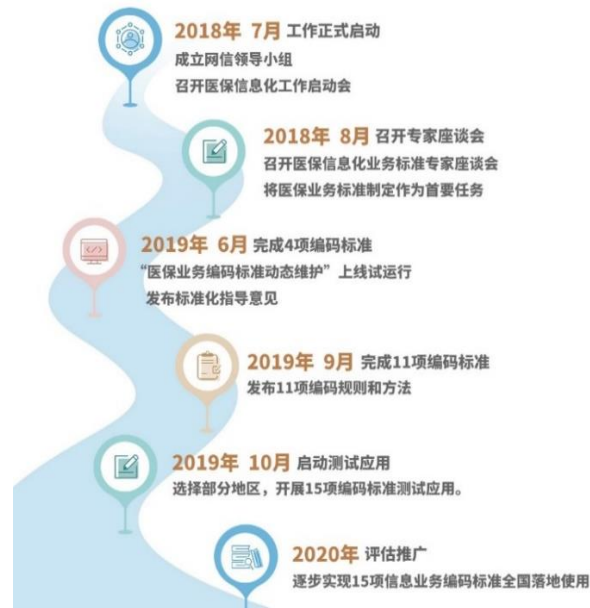 2018年 7月 工作正式启动
成立网信领导小组
召开医保信息化工作启动会
2018年 8月 召开专家座谈会
召开医保信息化业务标准专家座谈会
将医保业务标准制定作为首要任务
2019年 6月 完成4项编码标准
“医保业务编码标准动态维护”上线试运行
发布标准化指导意见
2019年 9月 完成11项编码标准
发布11项编码规则和方法
2019年 10月 启动测试应用
选择部分地区，开展15项编码标准测试应用。
2020年 评估推广
逐步实现15项信息业务编码标准全国落地使用